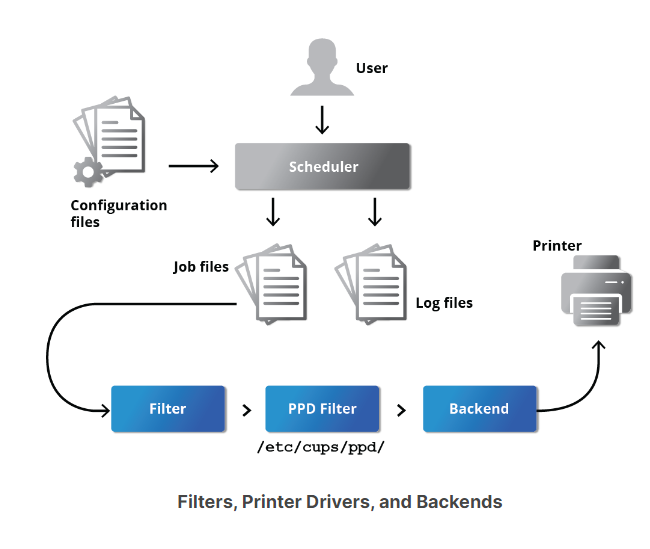 User
Scheduler
Configuration
files
Job files
Log files
Printer
Filter
PPD Filter
Backend
/etc/cups/ppd/
Filters, Printer Drivers, and Backends